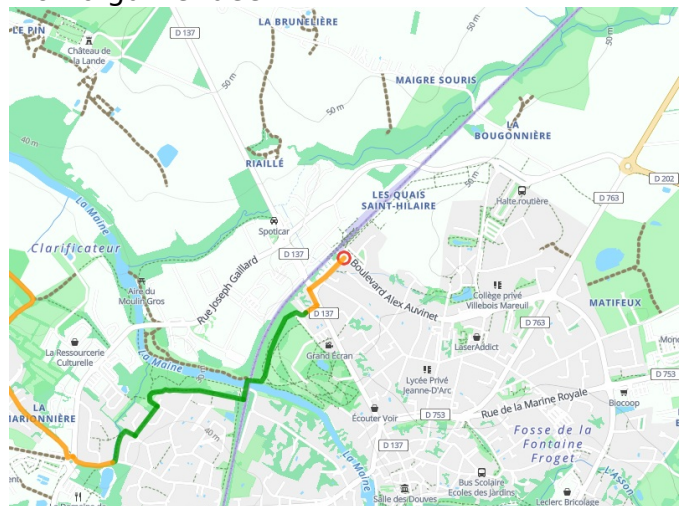 LA BRUNELIÈRE
LE PIN
D 137
Château de
la Lande
50 m
50 m
MAIGRE SOURIS
50 m
LA
BOUGONNIÈRE
40 m
RIAILLÉ
D 202
50 m
LES QUAIS
SAINT-HILAIRE
D 763
Halte routière
La Maine
Spoticar
Clarificateur
D 137
Rue Joseph Gaillard
Boulevard Alex Auvinet
Aire du
Moulin Gros
Collège privé
Villebois Mareuil
MATIFEUX
D 137
D 763
La Ressourcerie
Culturelle
La Maine
Grand Écran
LaserAddict
Lycée Privé
Jeanne-D'Arc
D 753
Biocoop
Rue de la Marine Royale
LA
MARIONNIÈRE
Écouter Voir
D 753
40 m
D 137
Fosse de la
Fontaine
Froget
La Maine
L'Asson
Bus Scolaire
Ecoles des Jardins
Salle des Douves
Leclerc Bricolage